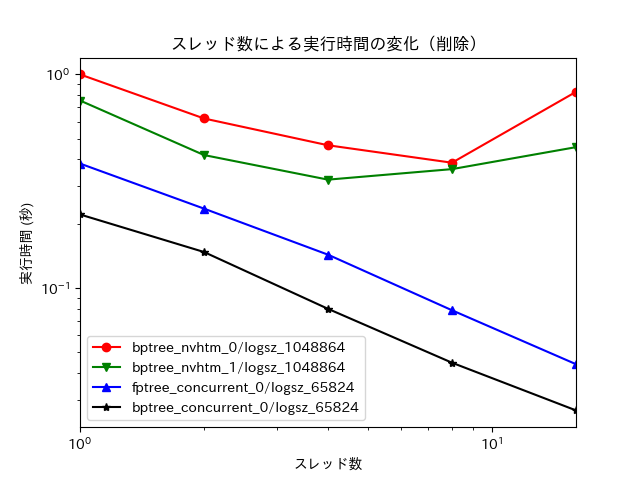 スレッド数による実行時間の変化（削除）
10⁰
10⁻¹
実行時間 (秒)
bptree_nvhtm_0/logsz_1048864
bptree_nvhtm_1/logsz_1048864
fptree_concurrent_0/logsz_65824
bptree_concurrent_0/logsz_65824
10⁰
10¹
スレッド数